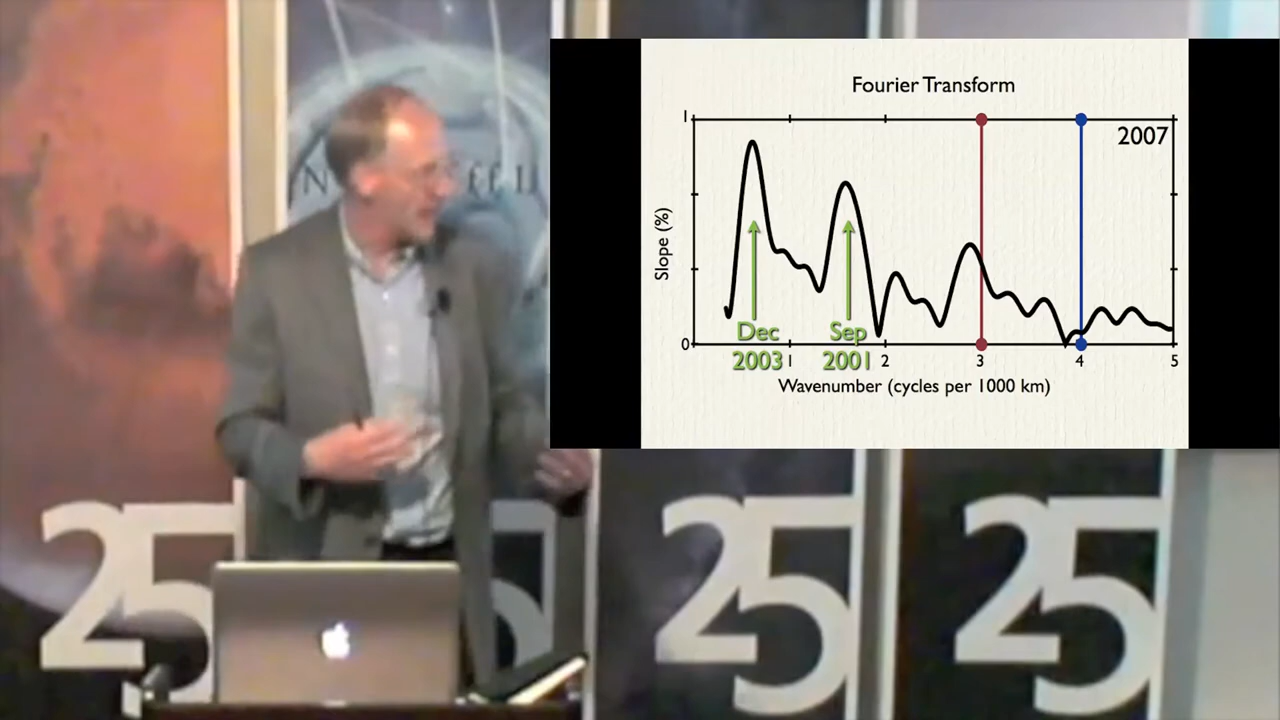 Fourier Transform
1
2007
Slope (%)
0
Dec
2003
Sep
2001
1
2
3
4
5
Wavenumber (cycles per 1000 km)
25
25
25
25